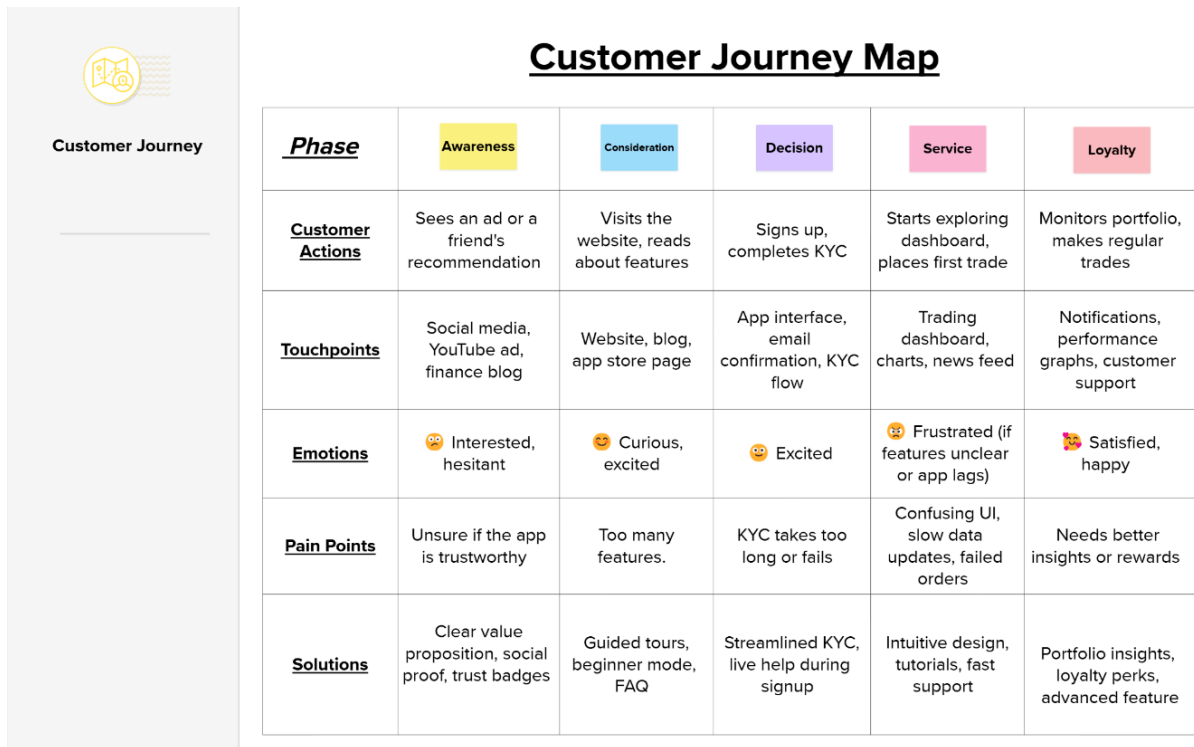 Customer Journey
Customer Journey Map
Phase
Awareness
Consideration
Decision
Service
Loyalty
Customer
Actions
Sees an ad or a
friend's
recommendation
Visits the
website, reads
about features
Signs up,
completes KYC
Starts exploring
dashboard,
places first trade
Monitors portfolio,
makes regular
trades
Touchpoints
Social media,
YouTube ad,
finance blog
Website, blog,
app store page
App interface,
email
confirmation, KYC
flow
Trading
dashboard,
charts, news feed
Notifications,
performance
graphs, customer
support
Emotions
😕 Interested,
hesitant
😊 Curious,
excited
🙂 Excited
😠 Frustrated (if
features unclear
or app lags)
🥰 Satisfied,
happy
Pain Points
Unsure if the app
is trustworthy
Too many
features.
KYC takes too
long or fails
Confusing UI,
slow data
updates, failed
orders
Needs better
insights or rewards
Solutions
Clear value
proposition, social
proof, trust badges
Guided tours,
beginner mode,
FAQ
Streamlined KYC,
live help during
signup
Intuitive design,
tutorials, fast
support
Portfolio insights,
loyalty perks,
advanced feature